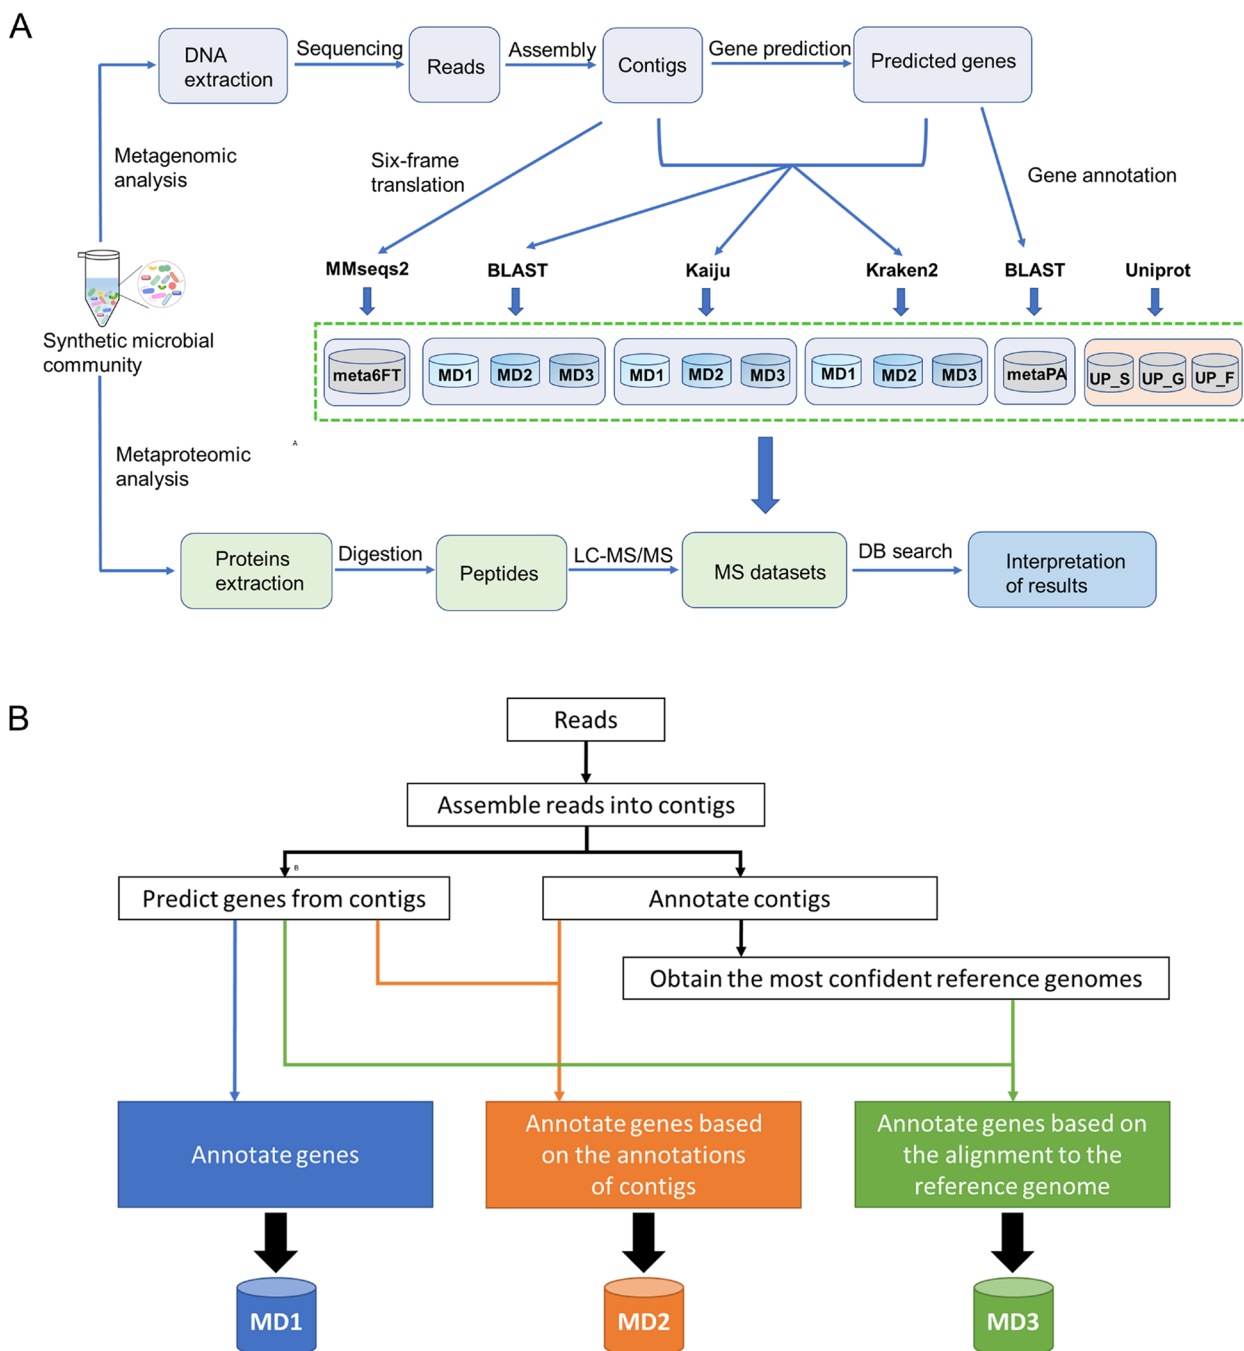 A
DNA
extraction
Sequencing
Reads
Assembly
Contigs
Gene prediction
Predicted genes
Metagenomic
analysis
Six-frame
translation
Gene annotation
MMseqs2
BLAST
Kaiju
Kraken2
BLAST
Uniprot
Synthetic microbial
community
meta6FT
MD1
MD2
MD3
MD1
MD2
MD3
MD1
MD2
MD3
metaPA
UP_S
UP_G
UP_F
A
Metaproteomic
analysis
Proteins
extraction
Digestion
Peptides
LC-MS/MS
MS datasets
DB search
Interpretation
of results
B
Reads
Assemble reads into contigs
B
Predict genes from contigs
Annotate contigs
Obtain the most confident reference genomes
Annotate genes
Annotate genes based
on the annotations
of contigs
Annotate genes based on
the alignment to the
reference genome
MD1
MD2
MD3